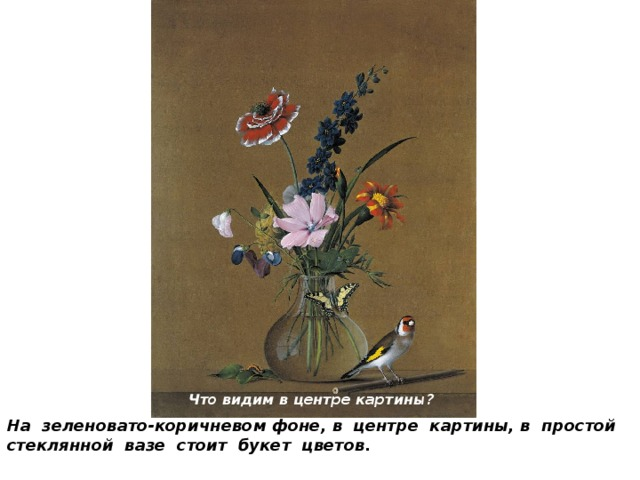 Что видим в центре картины?
На зеленовато-коричневом фоне, в центре картины, в простой
стеклянной вазе стоит букет цветов.